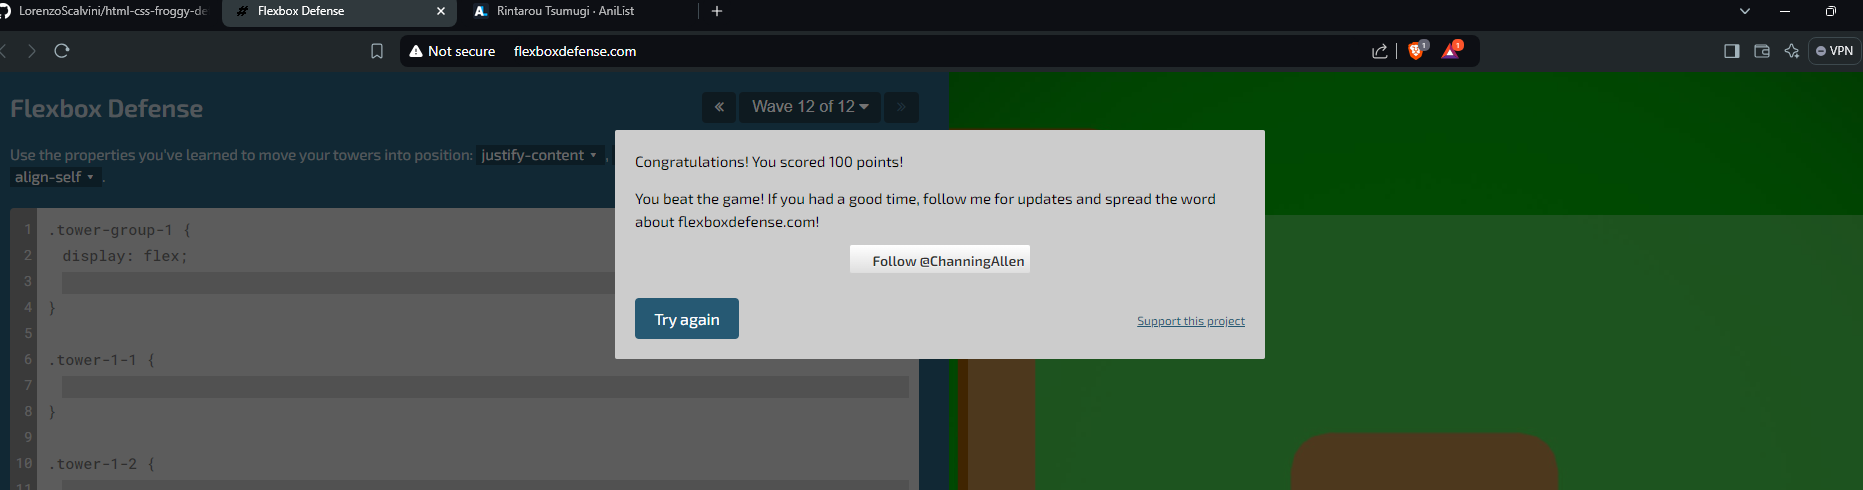 LorenzoScalvini/html-css-froggy-de
Flexbox Defense
Rintarou Tsumugi · AniList
Not secure flexboxdefense.com
1
1
VPN
Flexbox Defense
« Wave 12 of 12 ▾ »
Use the properties you've learned to move your towers into position: justify-content ▾ ,
align-self ▾ .
Congratulations! You scored 100 points!
You beat the game! If you had a good time, follow me for updates and spread the word
about flexboxdefense.com!
Follow @ChanningAllen
Try again
Support this project
1 .tower-group-1 {
2 display: flex;
3
4 }
5
6 .tower-1-1 {
7
8 }
9
10 .tower-1-2 {
11